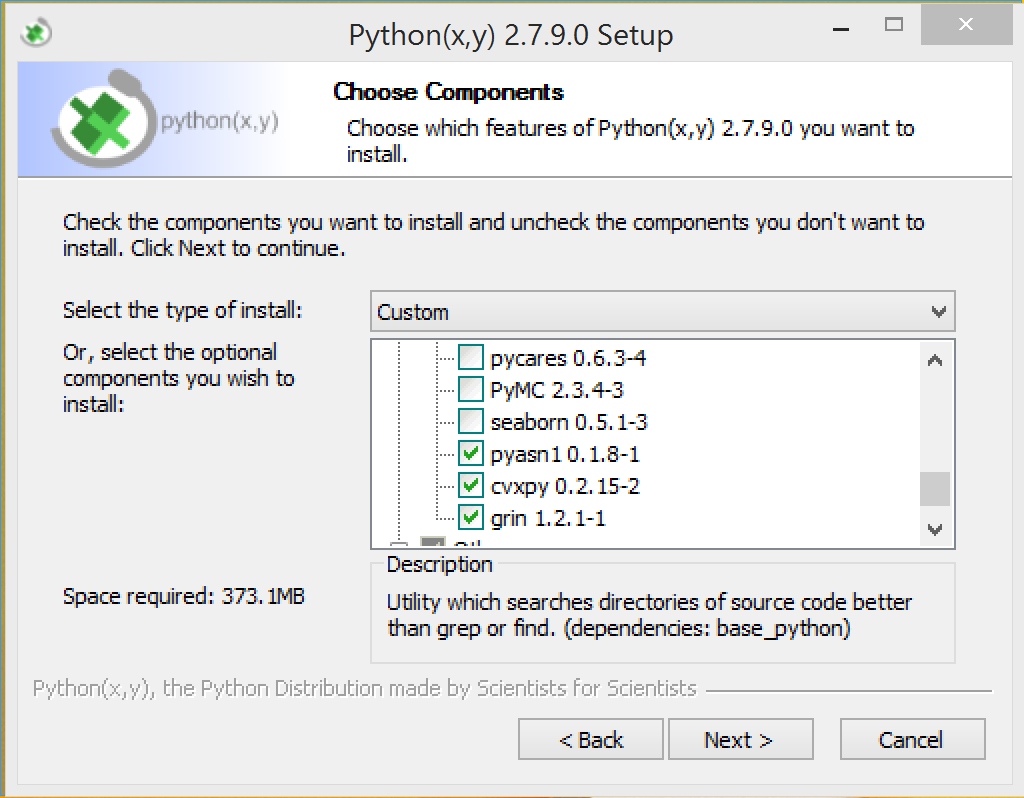 Python(x,y) 2.7.9.0 Setup
python(x,y)
Choose Components
Choose which features of Python(x,y) 2.7.9.0 you want to
install.
Check the components you want to install and uncheck the components you don't want to
install. Click Next to continue.
Select the type of install:
Custom
Or, select the optional
components you wish to
install:
pycares 0.6.3-4
PyMC 2.3.4-3
seaborn 0.5.1-3
pyasn1 0.1.8-1
cvxpy 0.2.15-2
grin 1.2.1-1
Space required: 373.1MB
Description
Utility which searches directories of source code better
than grep or find. (dependencies: base_python)
Python(x,y), the Python Distribution made by Scientists for Scientists
< Back
Next >
Cancel